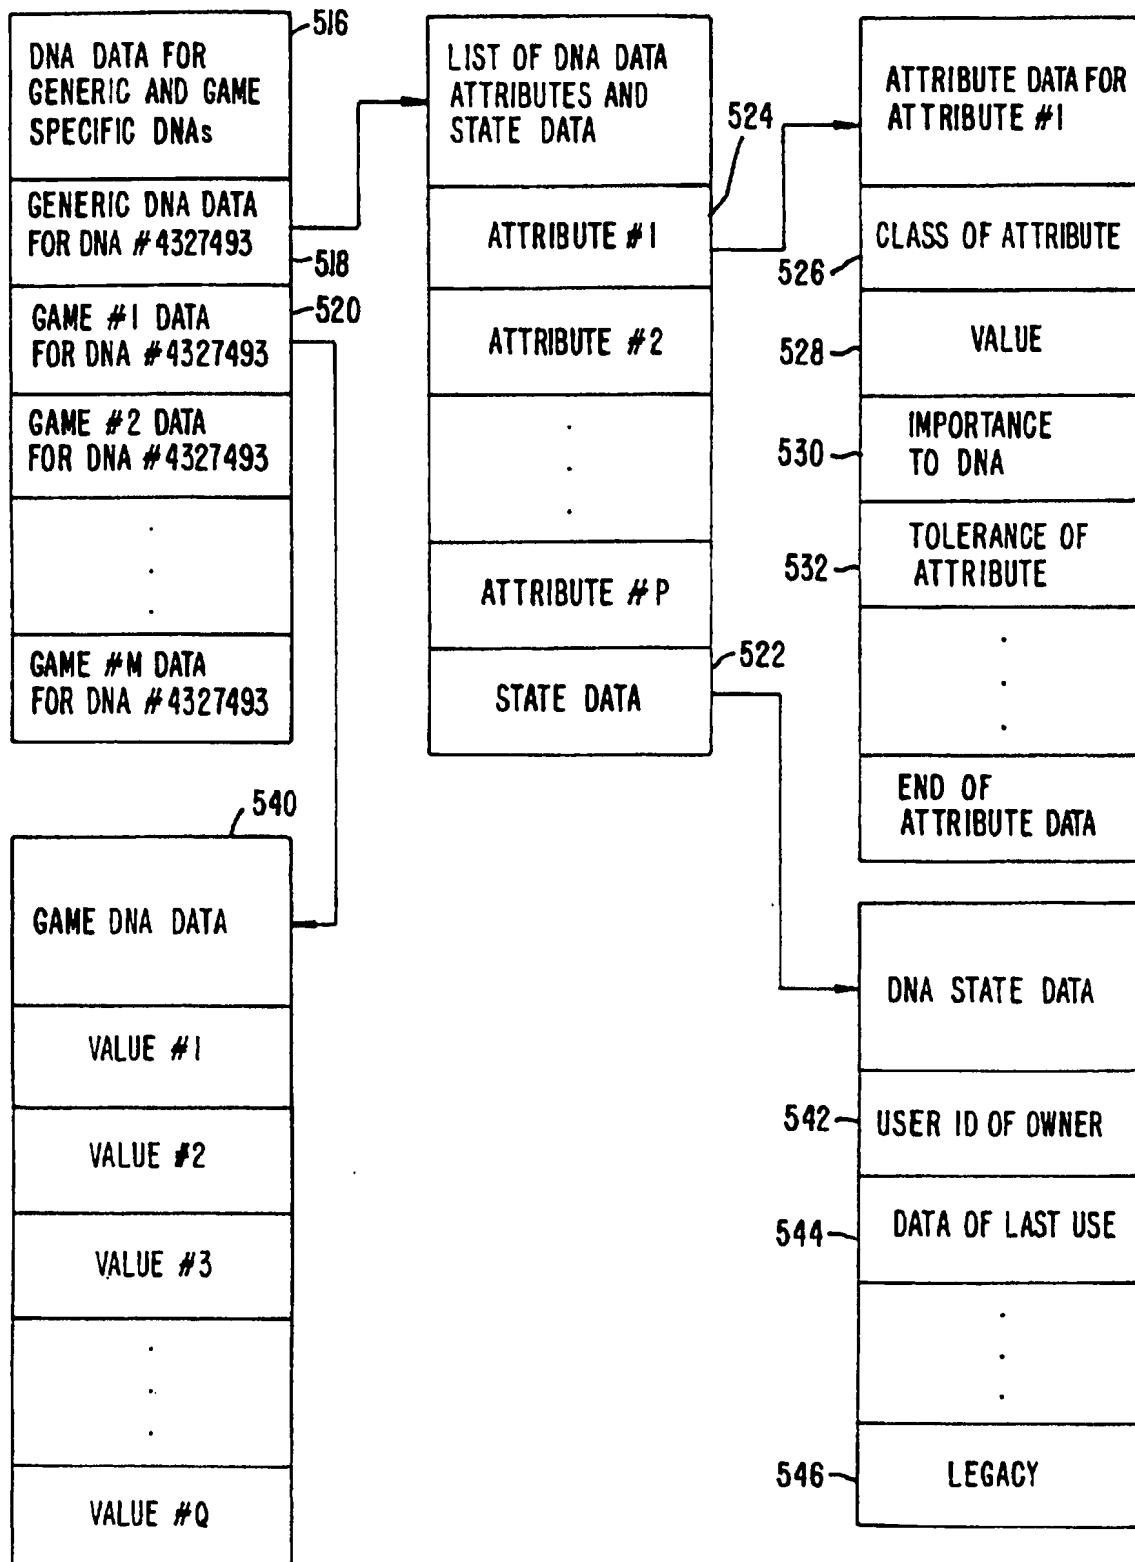 516
DNA DATA FOR
GENERIC AND GAME
SPECIFIC DNAs
GENERIC DNA DATA
FOR DNA #4327493
518
520
GAME #1 DATA
FOR DNA #4327493
GAME #2 DATA
FOR DNA #4327493
.
.
.
GAME #M DATA
FOR DNA #4327493
540
GAME DNA DATA
VALUE #1
VALUE #2
VALUE #3
.
.
.
VALUE #Q
LIST OF DNA DATA
ATTRIBUTES AND
STATE DATA
524
ATTRIBUTE #1
ATTRIBUTE #2
.
.
.
ATTRIBUTE #P
522
STATE DATA
ATTRIBUTE DATA FOR
ATTRIBUTE #1
CLASS OF ATTRIBUTE
526
VALUE
528
IMPORTANCE
TO DNA
530
TOLERANCE OF
ATTRIBUTE
532
.
.
.
END OF
ATTRIBUTE DATA
DNA STATE DATA
542
USER ID OF OWNER
544
DATA OF LAST USE
.
.
.
546
LEGACY